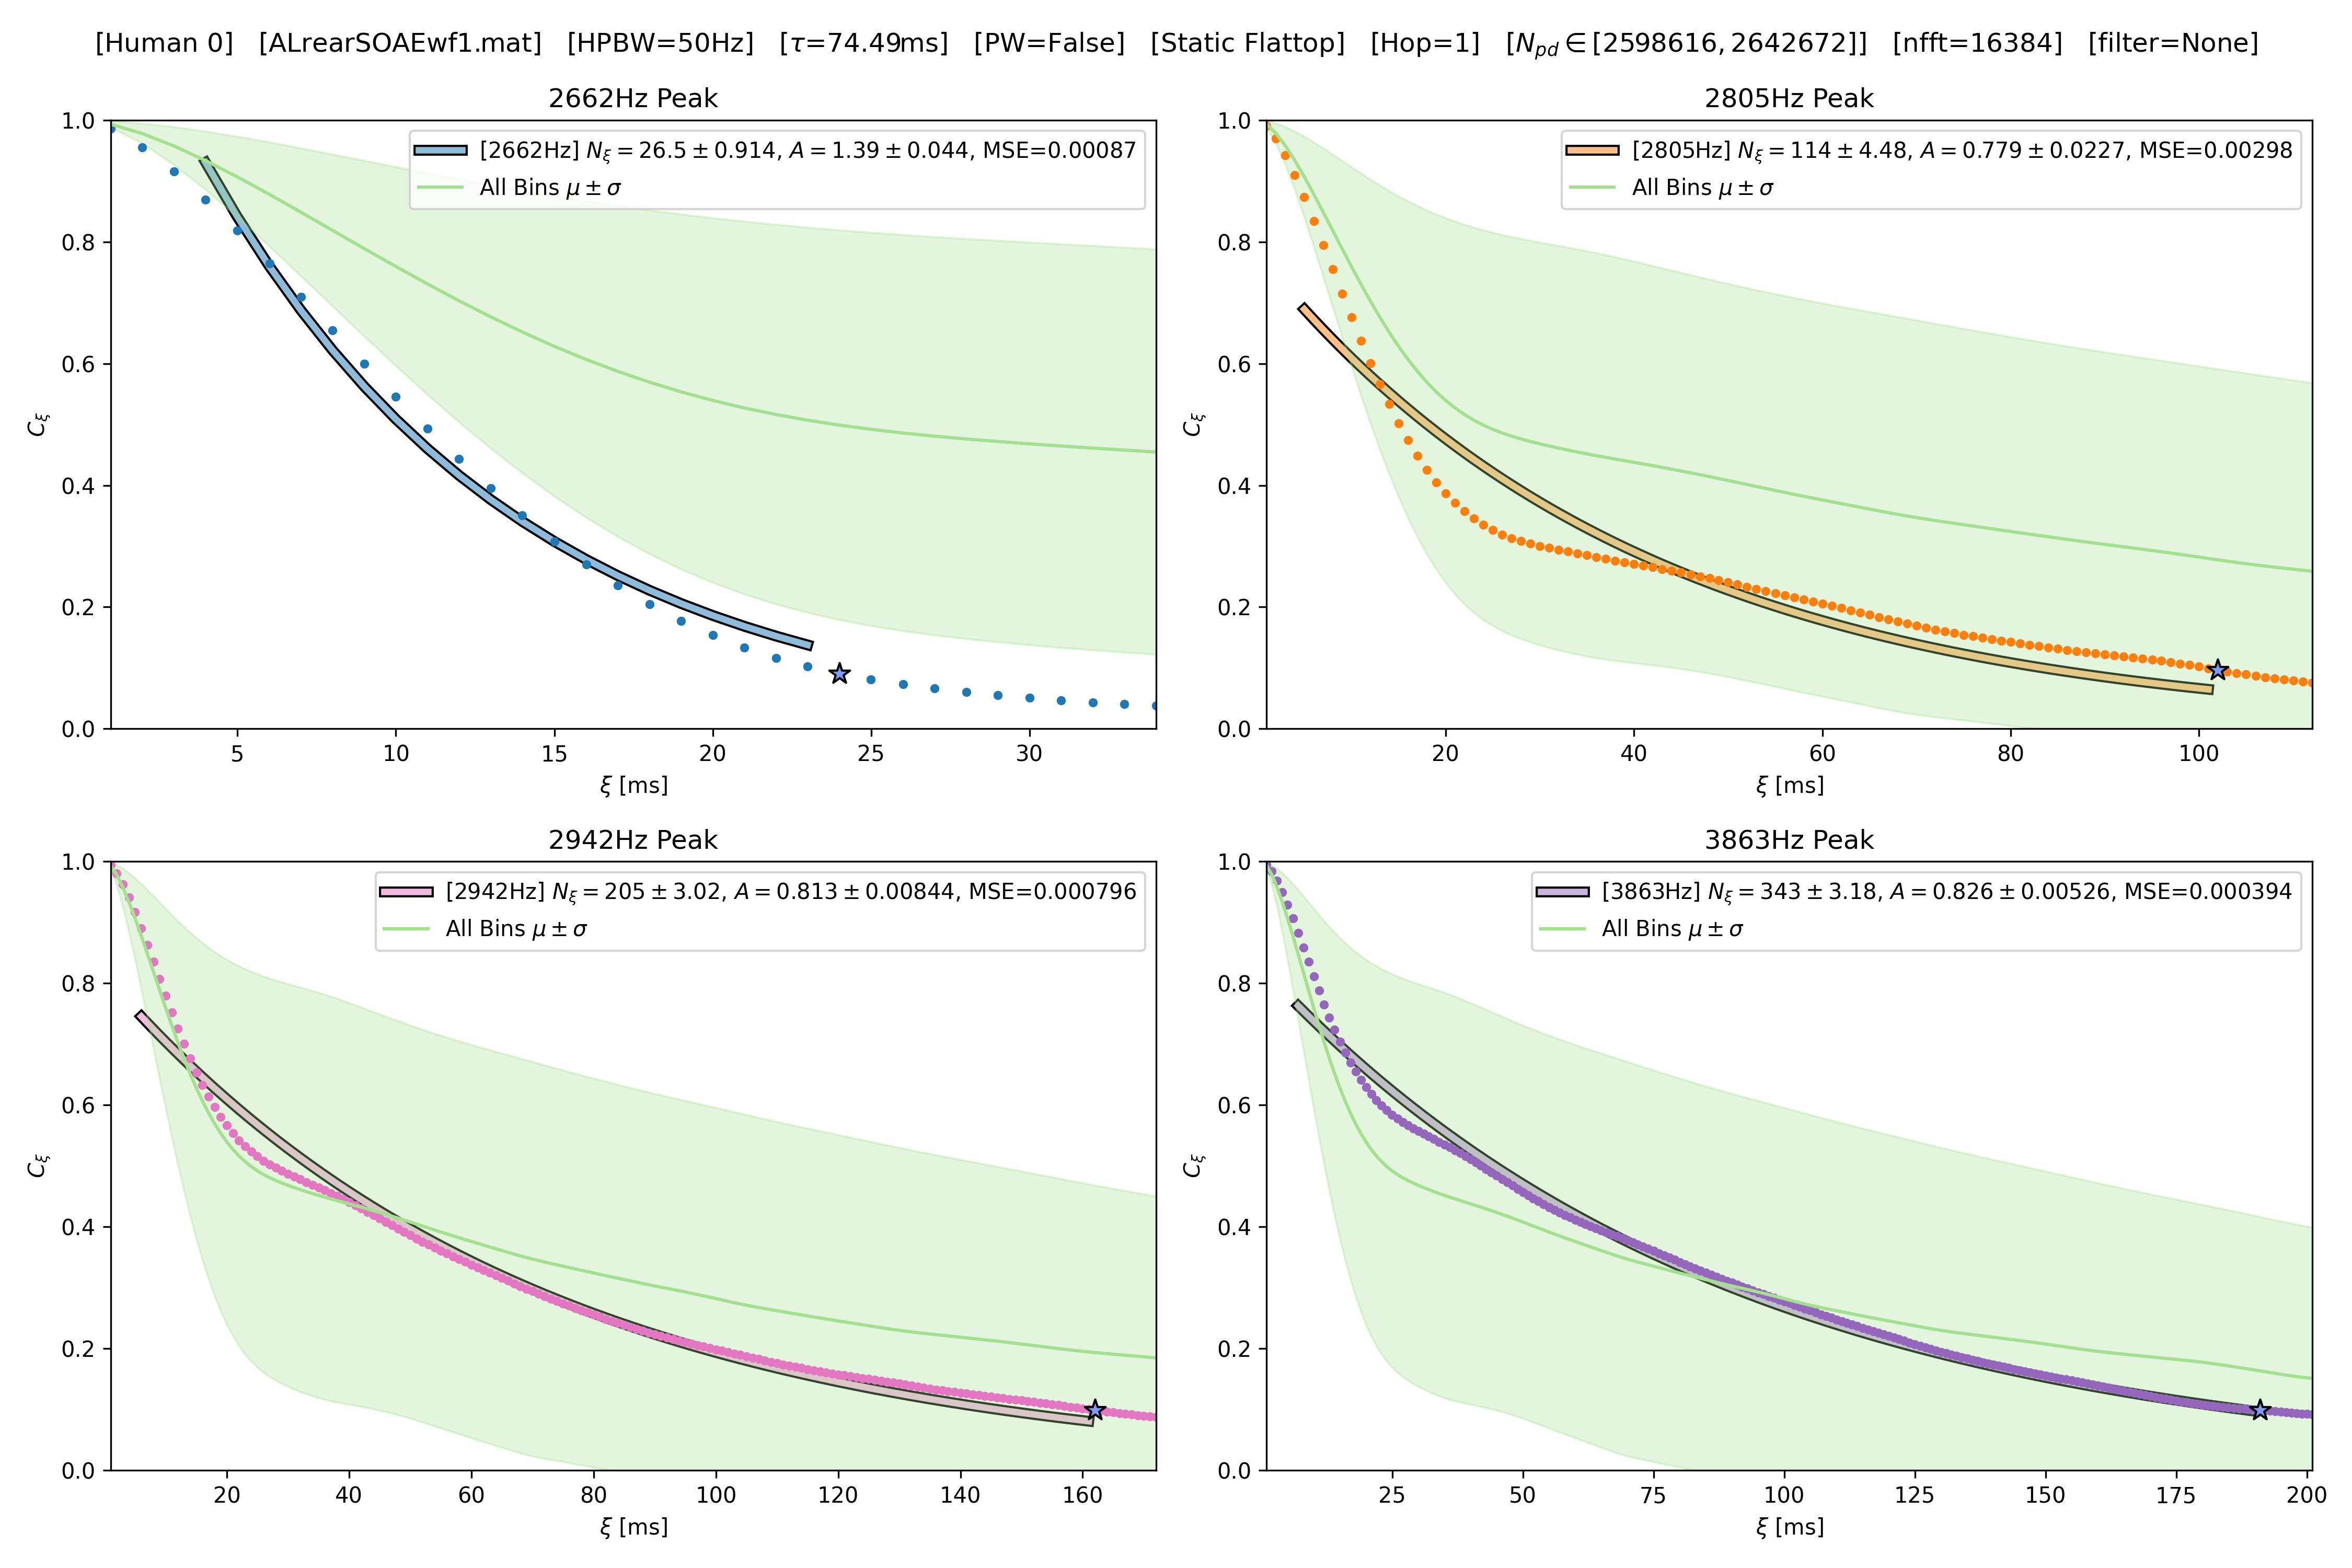 [Human 0] [ALrearSOAEwf1.mat] [HPBW=50Hz] [τ=74.49ms] [PW=False] [Static Flattop] [Hop=1] [N_pd ∈ [2598616, 2642672]] [nfft=16384] [filter=None]
2662Hz Peak
1.0
0.8
0.6
0.4
0.2
0.0
C_ξ
[2662Hz] N_ξ = 26.5 ± 0.914, A = 1.39 ± 0.044, MSE=0.00087
All Bins μ ± σ
5 10 15 20 25 30
ξ [ms]
2805Hz Peak
1.0
0.8
0.6
0.4
0.2
0.0
C_ξ
[2805Hz] N_ξ = 114 ± 4.48, A = 0.779 ± 0.0227, MSE=0.00298
All Bins μ ± σ
20 40 60 80 100
ξ [ms]
2942Hz Peak
1.0
0.8
0.6
0.4
0.2
0.0
C_ξ
[2942Hz] N_ξ = 205 ± 3.02, A = 0.813 ± 0.00844, MSE=0.000796
All Bins μ ± σ
20 40 60 80 100 120 140 160
ξ [ms]
3863Hz Peak
1.0
0.8
0.6
0.4
0.2
0.0
C_ξ
[3863Hz] N_ξ = 343 ± 3.18, A = 0.826 ± 0.00526, MSE=0.000394
All Bins μ ± σ
25 50 75 100 125 150 175 200
ξ [ms]